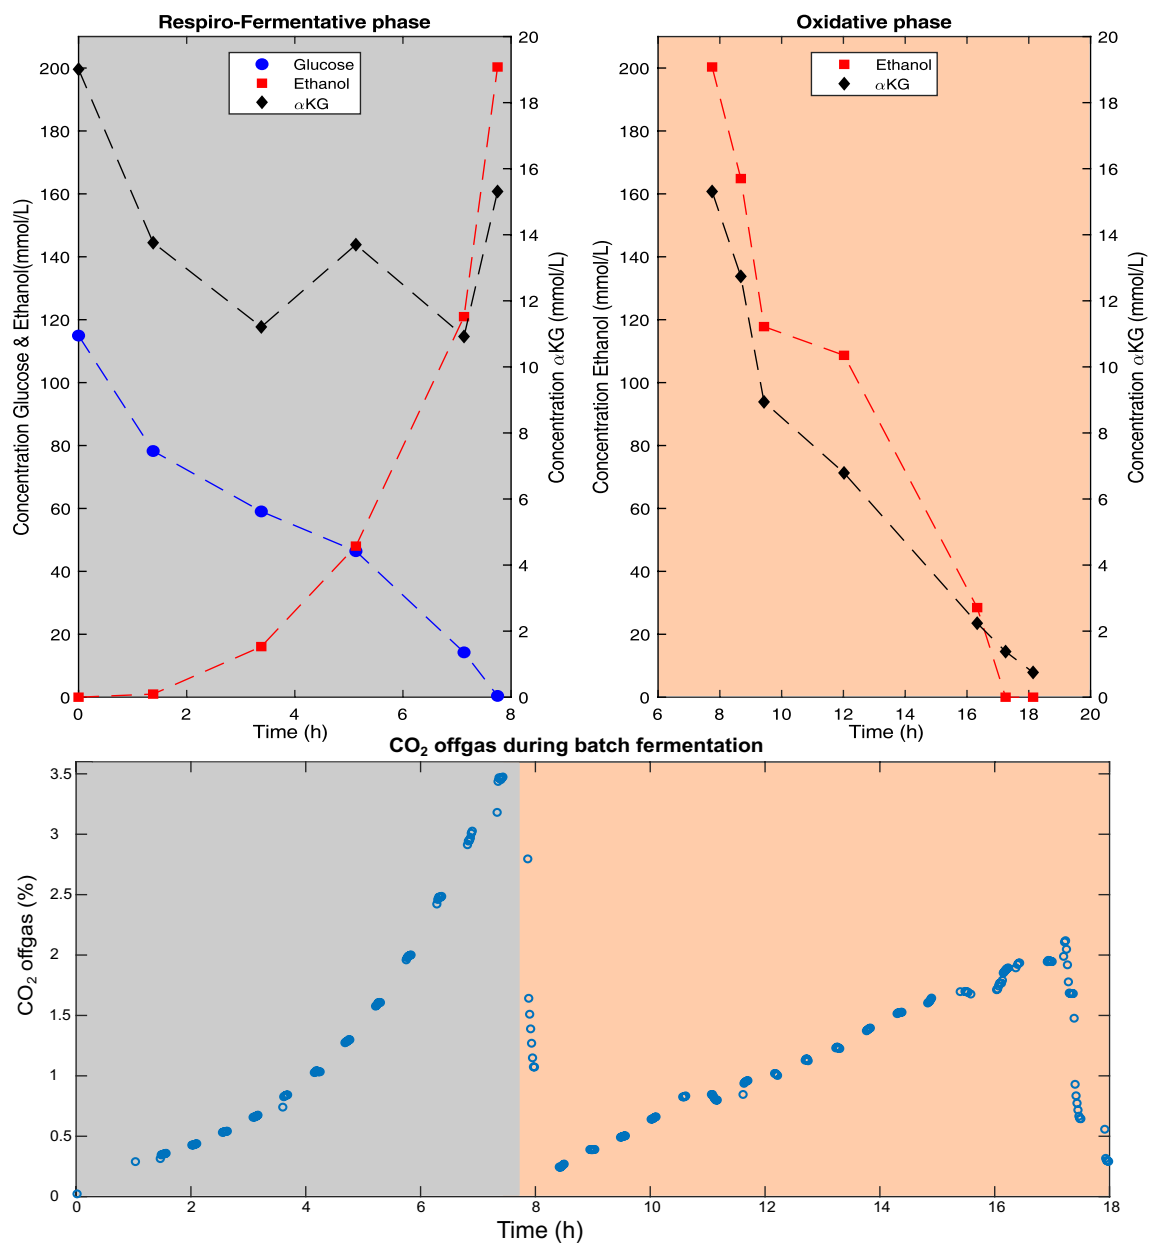 Respiro-Fermentative phase
Oxidative phase
Glucose
Ethanol
αKG
Ethanol
αKG
Concentration Glucose & Ethanol(mmol/L)
200
180
160
140
120
100
80
60
40
20
0
0 2 4 6 8
Time (h)
20
18
16
14
12
10
8
6
4
2
0
Concentration αKG (mmol/L)
Concentration Ethanol (mmol/L)
200
180
160
140
120
100
80
60
40
20
0
6 8 10 12 14 16 18 20
Time (h)
20
18
16
14
12
10
8
6
4
2
0
Concentration αKG (mmol/L)
CO2 offgas during batch fermentation
CO2 offgas (%)
3.5
3
2.5
2
1.5
1
0.5
0
0 2 4 6 8 10 12 14 16 18
Time (h)